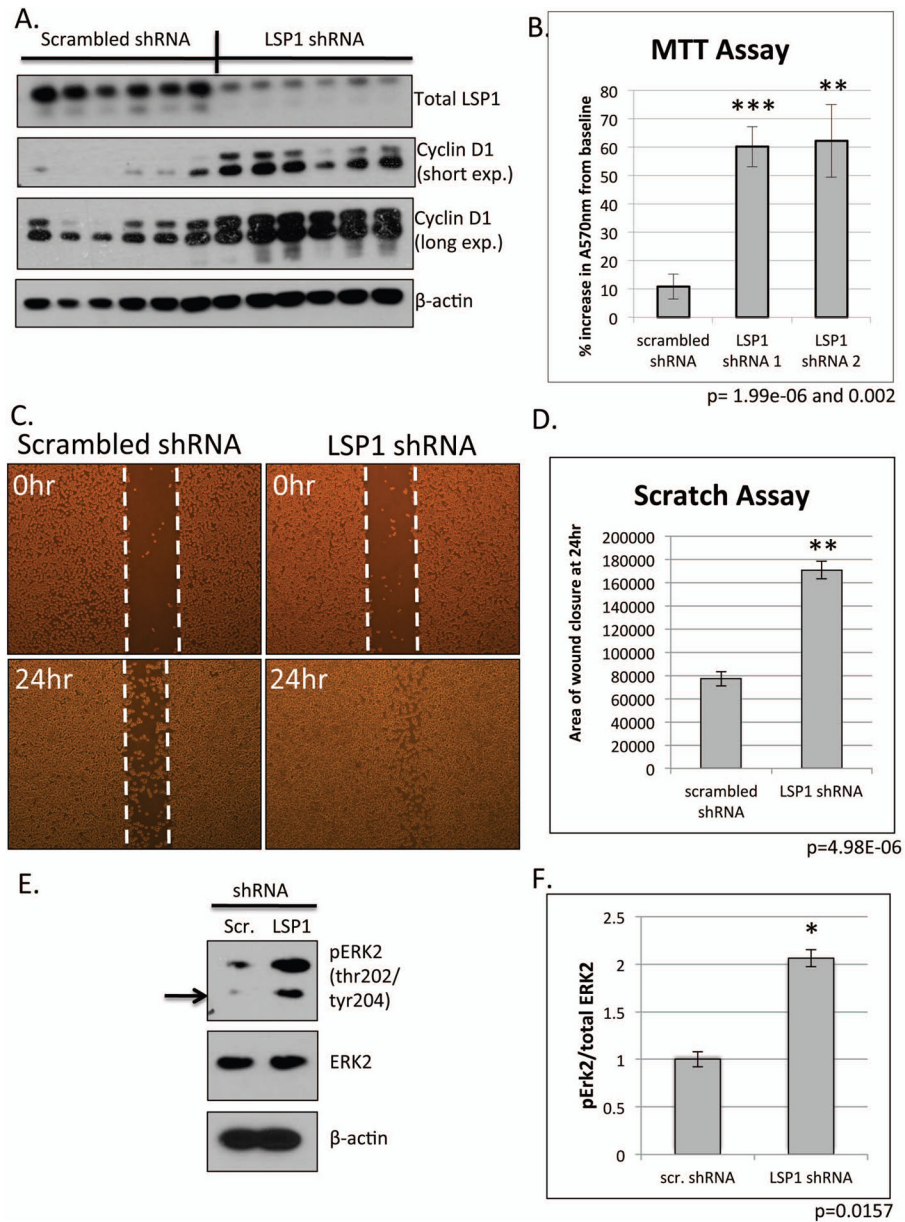 A.
Scrambled shRNA
LSP1 shRNA
Total LSP1
Cyclin D1
(short exp.)
Cyclin D1
(long exp.)
β-actin
B.
MTT Assay
% increase in A570nm from baseline
80
70
60
50
40
30
20
10
0
***
**
scrambled
shRNA
LSP1
shRNA 1
LSP1
shRNA 2
p= 1.99e-06 and 0.002
C.
Scrambled shRNA
LSP1 shRNA
0hr
0hr
24hr
24hr
D.
Scratch Assay
Area of wound closure at 24hr
200000
180000
160000
140000
120000
100000
80000
60000
40000
20000
0
**
scrambled
shRNA
LSP1 shRNA
p=4.98E-06
E.
shRNA
Scr.
LSP1
pERK2
(thr202/
tyr204)
ERK2
β-actin
F.
pErk2/total ERK2
2.5
2
1.5
1
0.5
0
*
scr. shRNA
LSP1 shRNA
p=0.0157